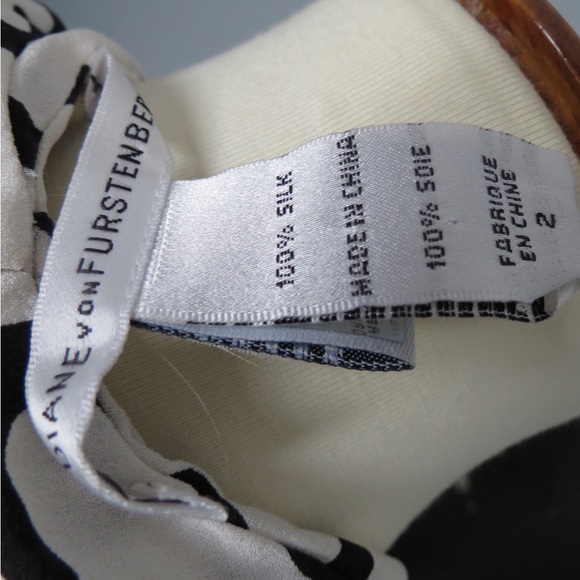 DIANE VON FURSTENBERG
100% SILK
MADE IN CHINA
100% SOIE
FABRIQUE
EN CHINE
2